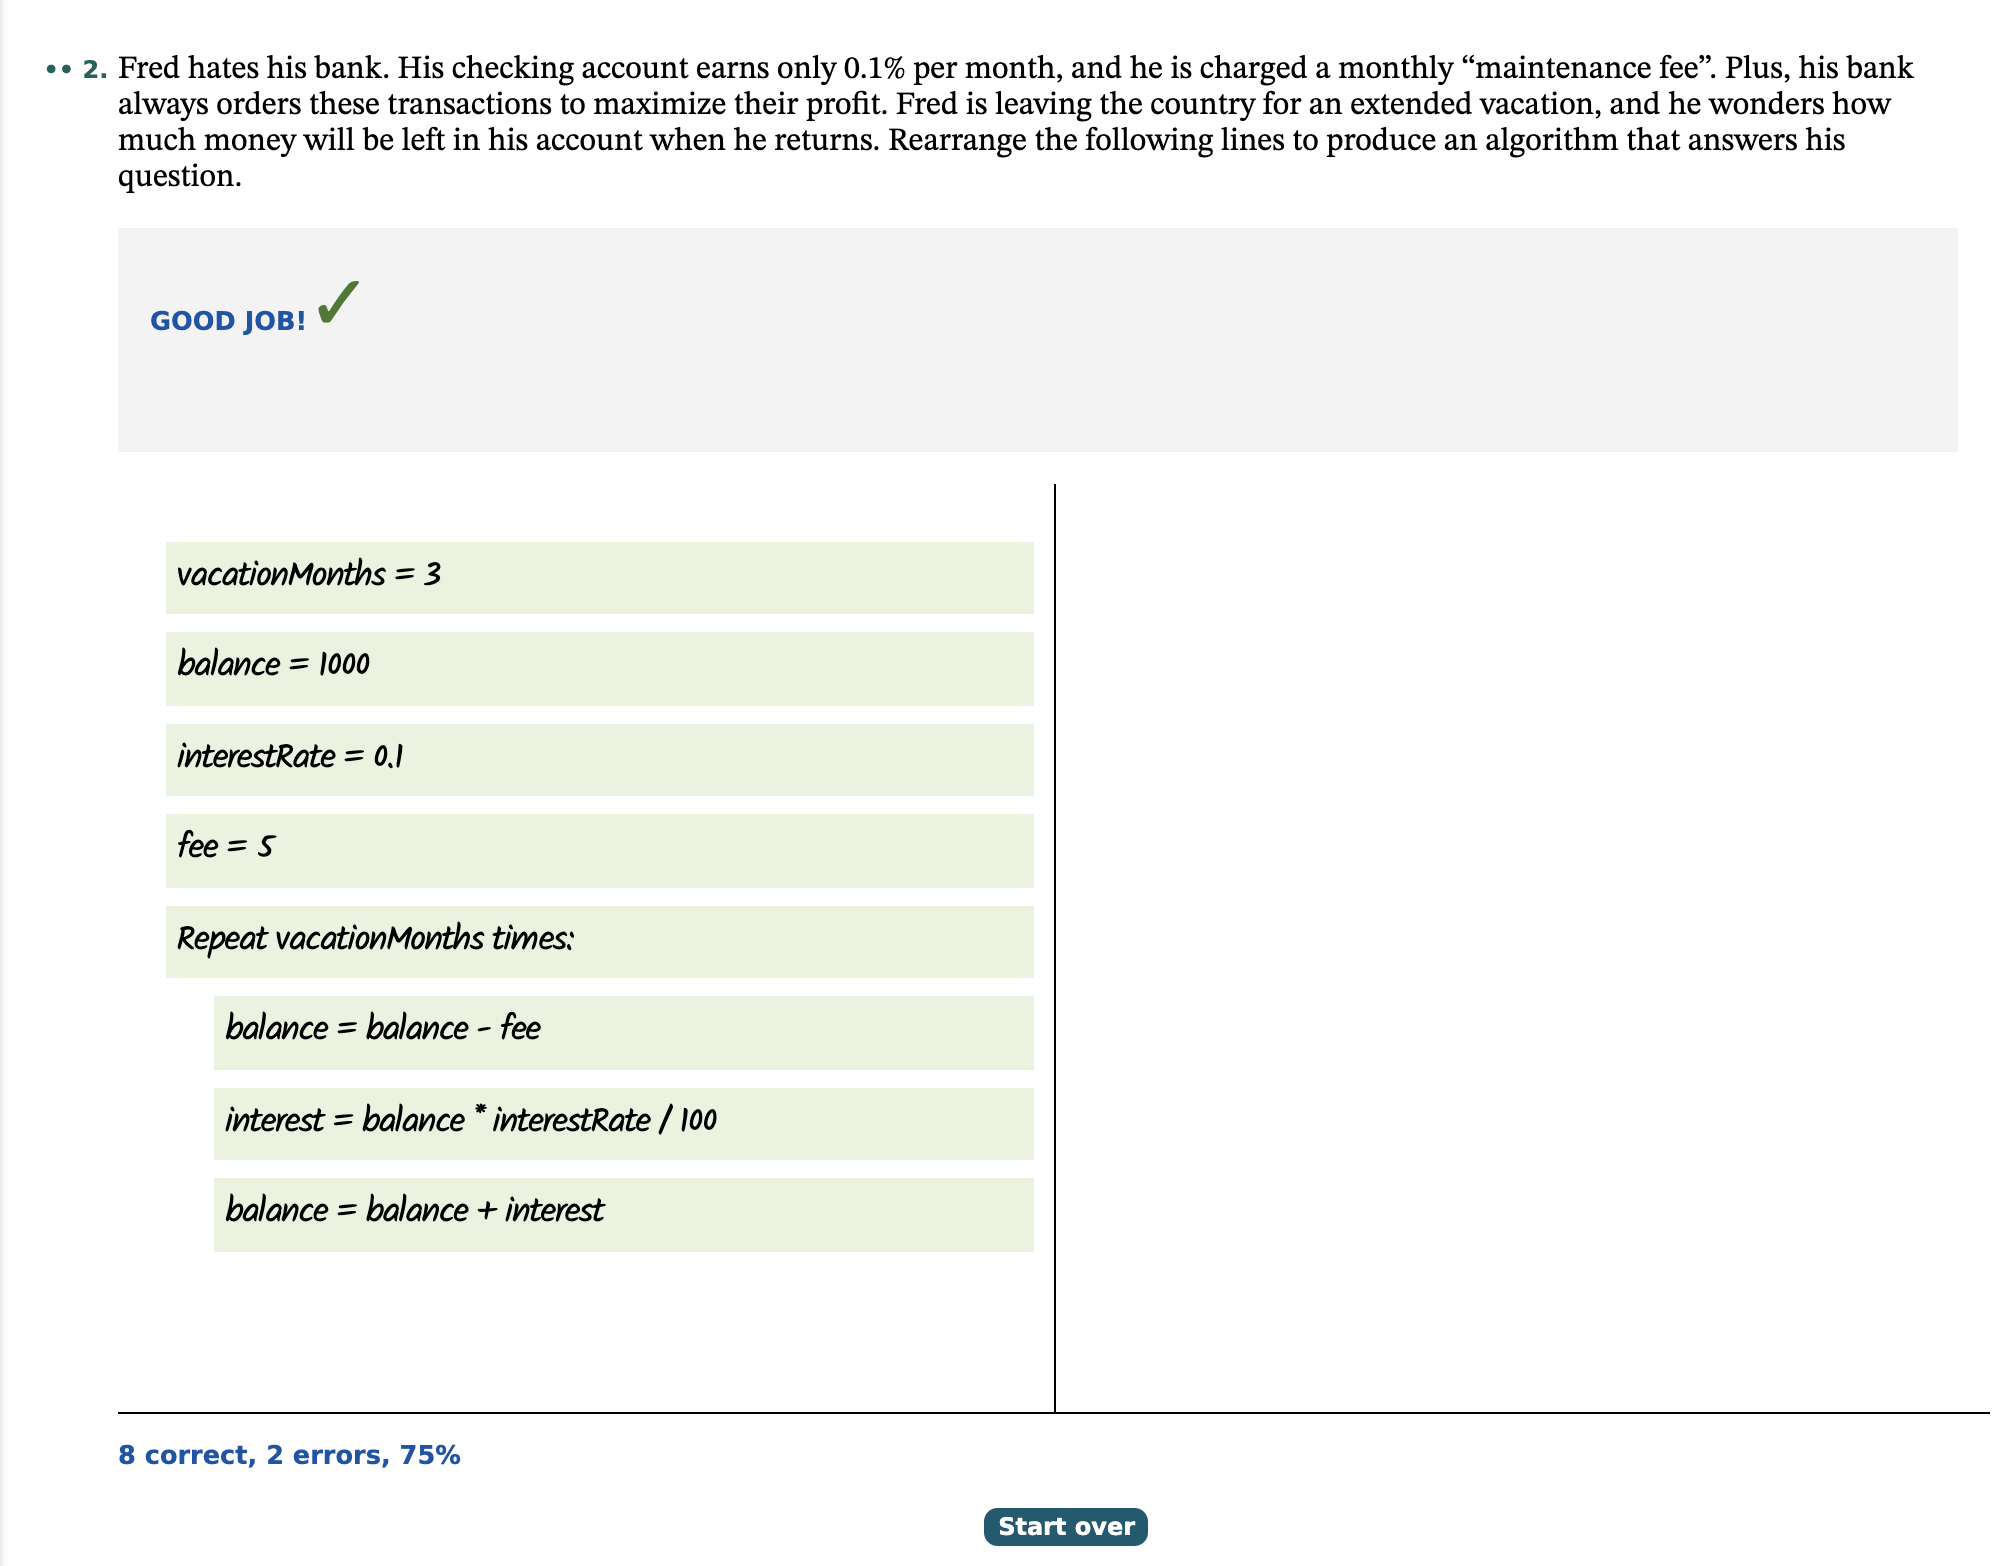 •• 2. Fred hates his bank. His checking account earns only 0.1% per month, and he is charged a monthly “maintenance fee”. Plus, his bank
always orders these transactions to maximize their profit. Fred is leaving the country for an extended vacation, and he wonders how
much money will be left in his account when he returns. Rearrange the following lines to produce an algorithm that answers his
question.
GOOD JOB! ✓
vacationMonths = 3
balance = 1000
interestRate = 0.1
fee = 5
Repeat vacationMonths times:
balance = balance - fee
interest = balance * interestRate / 100
balance = balance + interest
8 correct, 2 errors, 75%
Start over